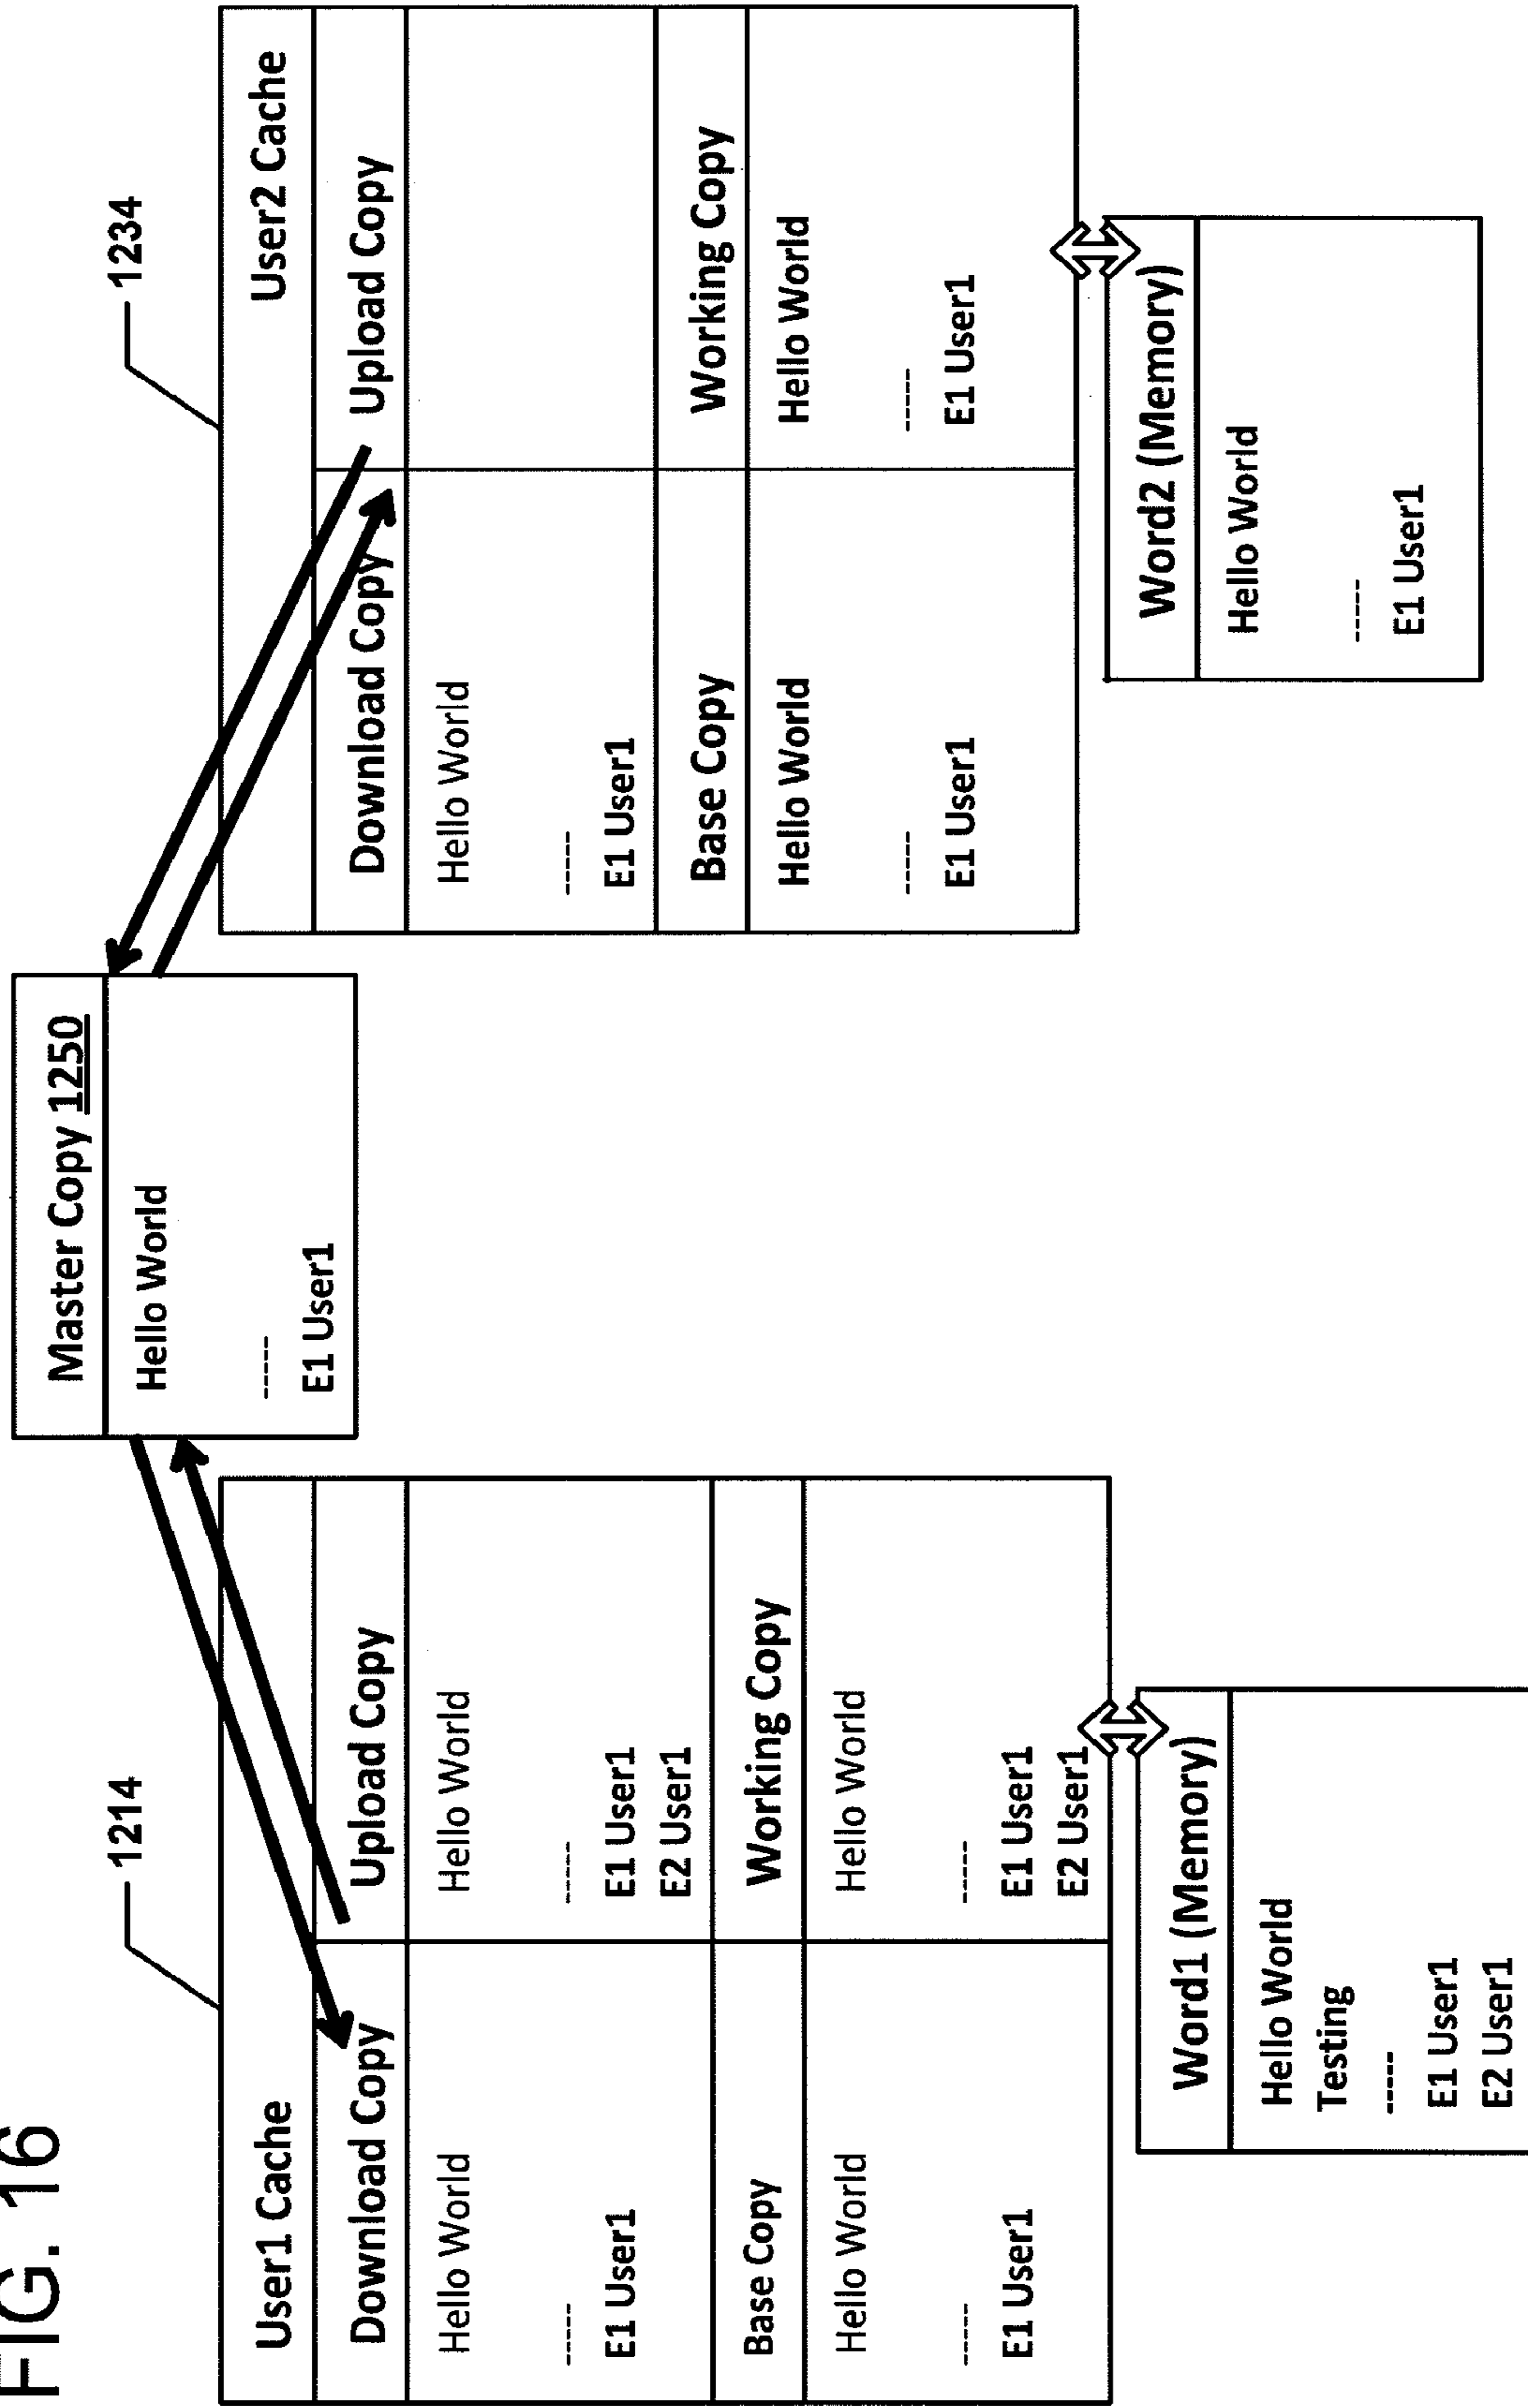 FIG. 16
Master Copy 1250
Hello World
-----
E1 User1
1214
User1 Cache
Download Copy
Upload Copy
Hello World
-----
E1 User1
Hello World
-----
E1 User1
E2 User1
Base Copy
Working Copy
Hello World
-----
E1 User1
Hello World
-----
E1 User1
E2 User1
Word1 (Memory)
Hello World
Testing
-----
E1 User1
E2 User1
1234
User2 Cache
Download Copy
Upload Copy
Hello World
-----
E1 User1
Base Copy
Working Copy
Hello World
-----
E1 User1
Hello World
-----
E1 User1
Word2 (Memory)
Hello World
-----
E1 User1